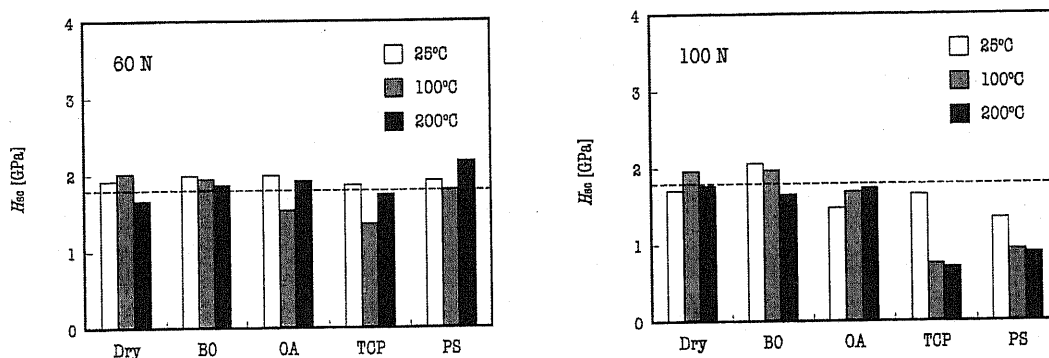 4
60 N
25°C
100°C
200°C
3
2
1
0
Hsc [GPa]
Dry BO OA TCP PS
4
100 N
25°C
100°C
200°C
3
2
1
0
Hsc [GPa]
Dry BO OA TCP PS